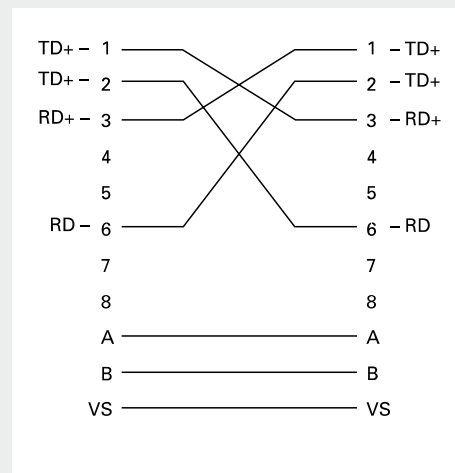 TD+ – 1 1 – TD+
TD+ – 2 2 – TD+
RD+ – 3 3 – RD+
4 4
5 5
RD – 6 6 – RD
7 7
8 8
A A
B B
VS VS